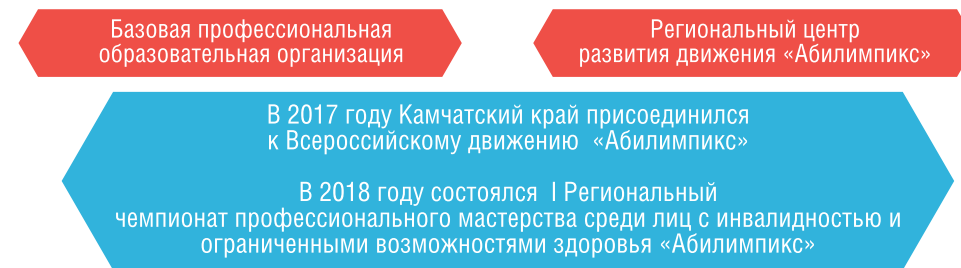 Базовая профессиональная
образовательная организация
Региональный центр
развития движения «Абилимпикс»
В 2017 году Камчатский край присоединился
к Всероссийскому движению «Абилимпикс»
В 2018 году состоялся I Региональный
чемпионат профессионального мастерства среди лиц с инвалидностью и
ограниченными возможностями здоровья «Абилимпикс»